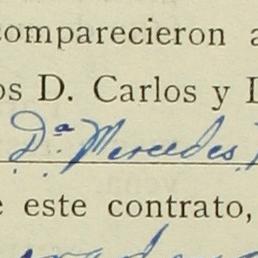 comparecieron a
os D. Carlos y D
Dª Mercedes
e este contrato,